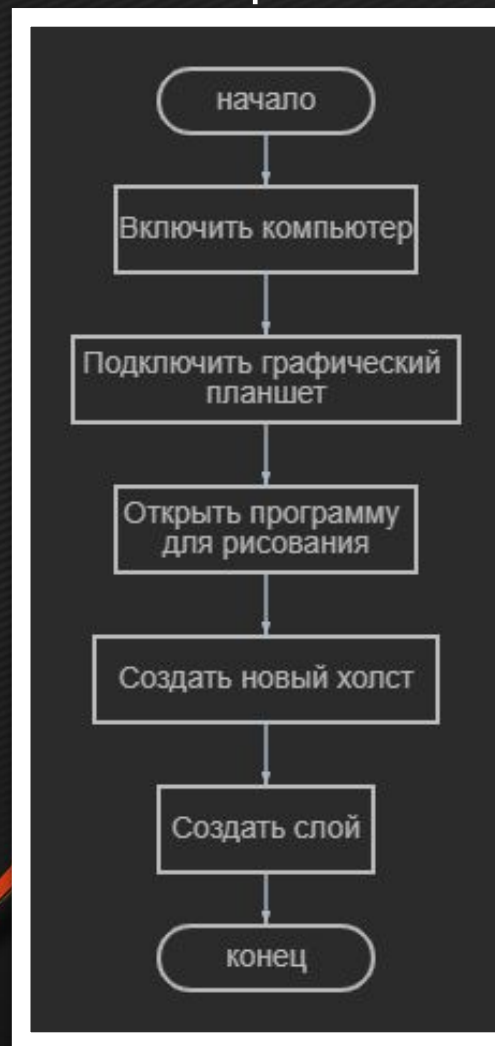 начало
Включить компьютер
Подключить графический
планшет
Открыть программу
для рисования
Создать новый холст
Создать слой
конец